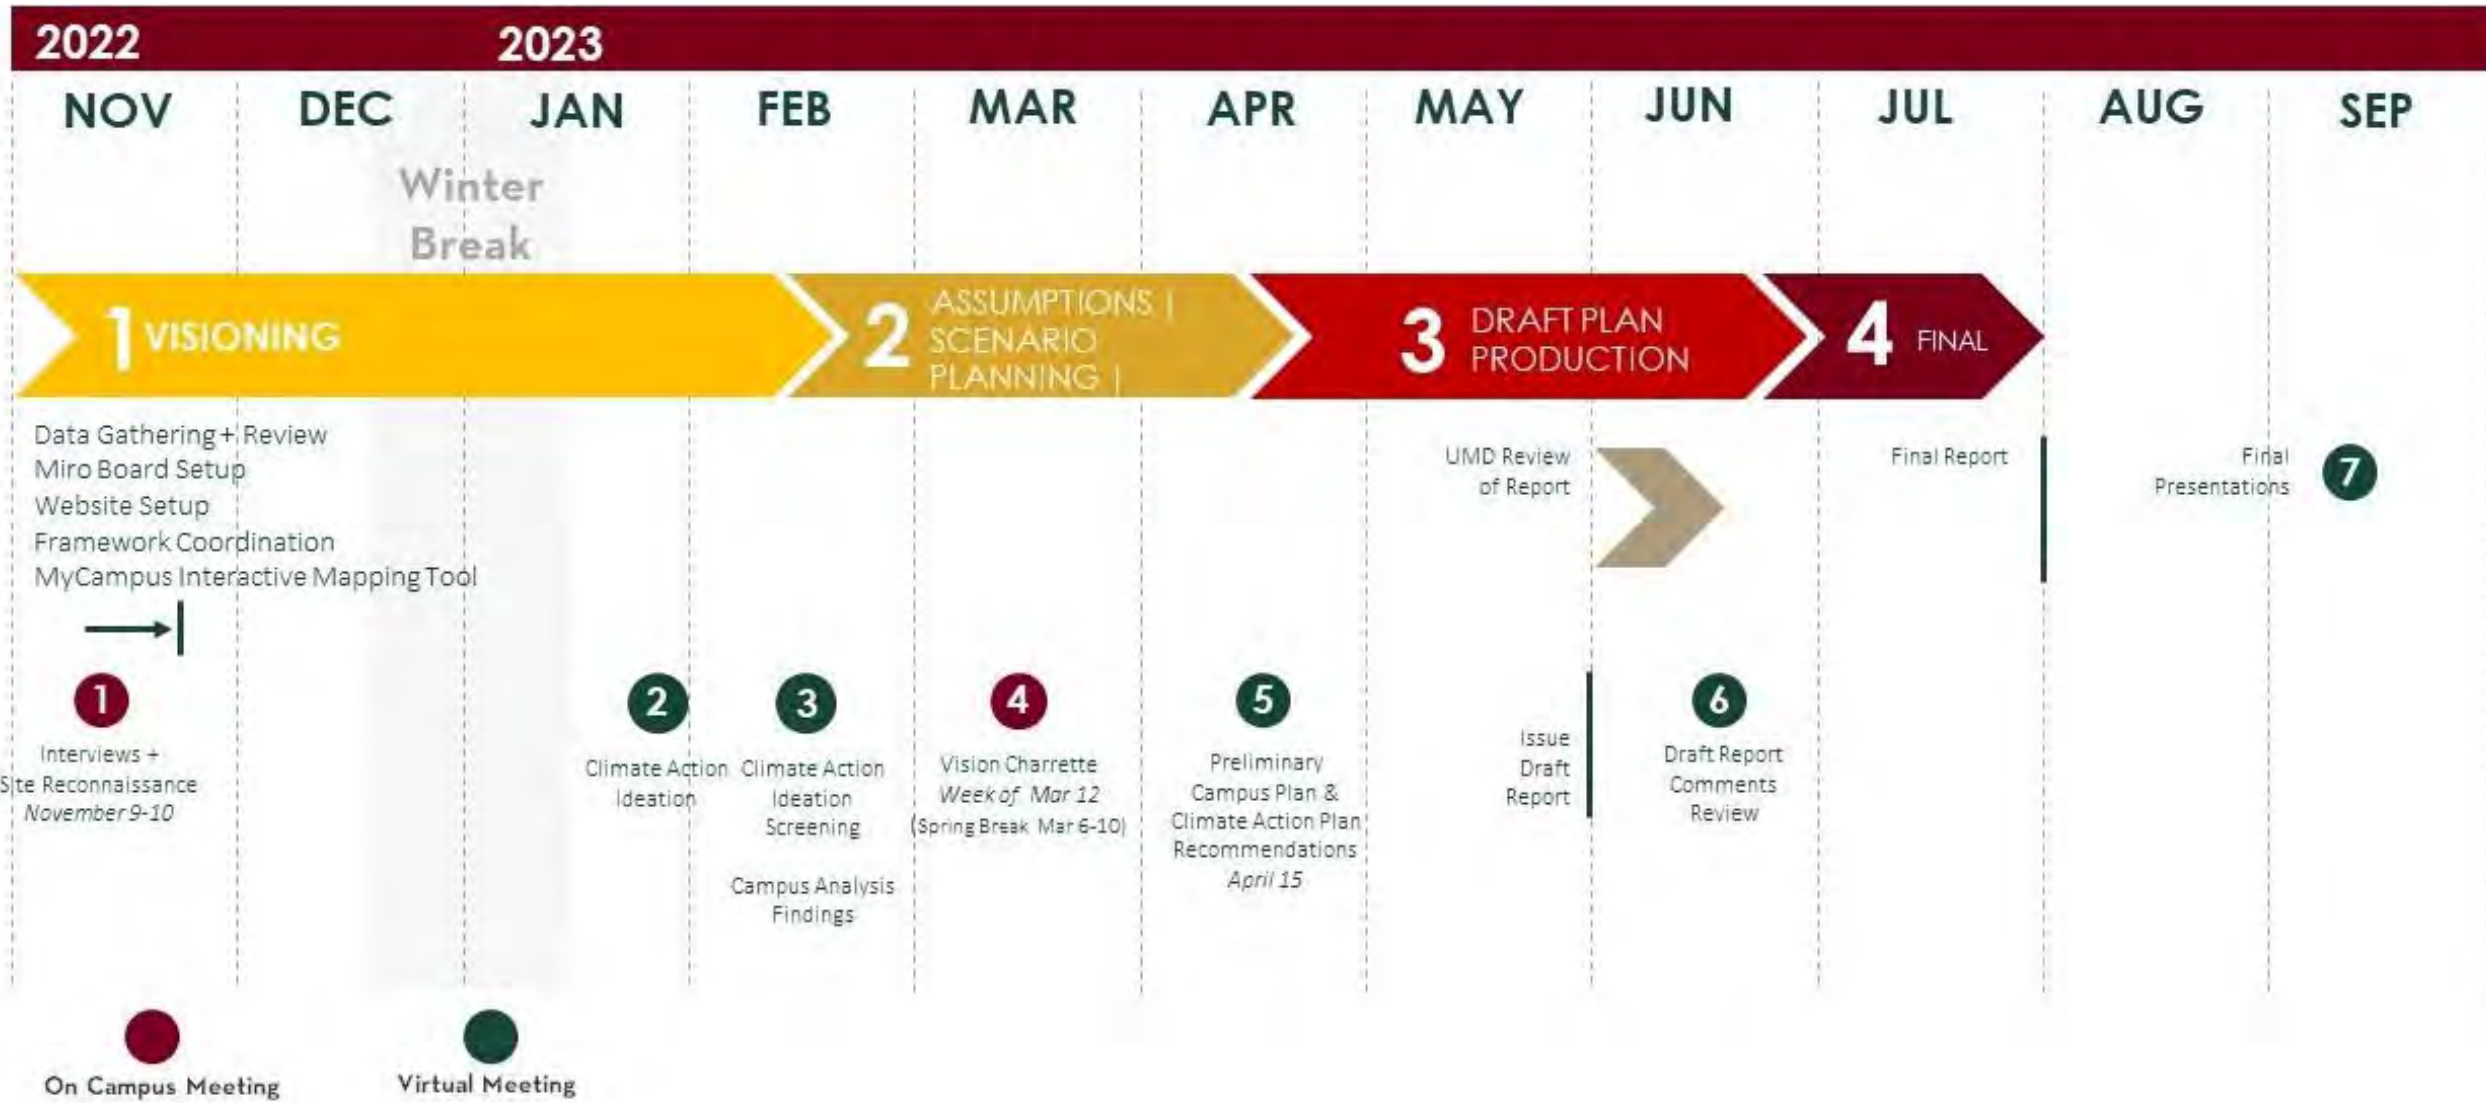 2022 2023
NOV DEC JAN FEB MAR APR MAY JUN JUL AUG SEP
Winter
Break
1 VISIONING
2 ASSUMPTIONS |
SCENARIO
PLANNING |
3 DRAFT PLAN
PRODUCTION
4 FINAL
Data Gathering + Review
Miro Board Setup
Website Setup
Framework Coordination
MyCampus Interactive Mapping Tool
UMD Review
of Report
Final Report
Final
Presentations
7
1
Interviews +
Site Reconnaissance
November 9-10
2
Climate Action
Ideation
3
Climate Action
Ideation
Screening
Campus Analysis
Findings
4
Vision Charrette
Week of Mar 12
(Spring Break Mar 6-10)
5
Preliminary
Campus Plan &
Climate Action Plan
Recommendations
April 15
Issue
Draft
Report
6
Draft Report
Comments
Review
On Campus Meeting
Virtual Meeting